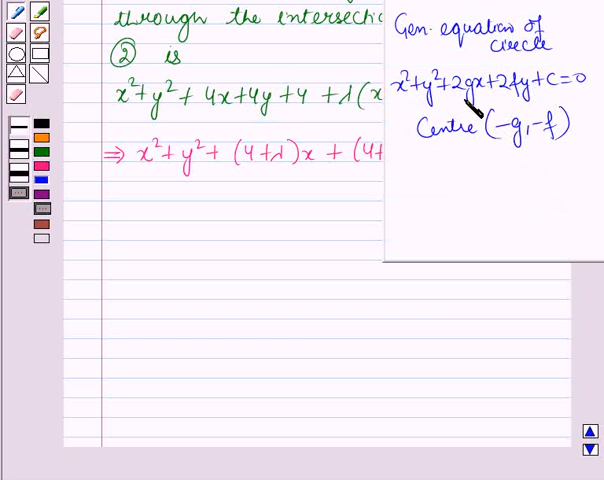 through the intersectic
② is
x²+y²+ 4x+4y+4 +λ(x
⇒ x²+ y²+ (4+λ)x + (4+
Gen. equation of
circle
x²+y²+2gx+2fy+c=0
Centre (-g,-f)